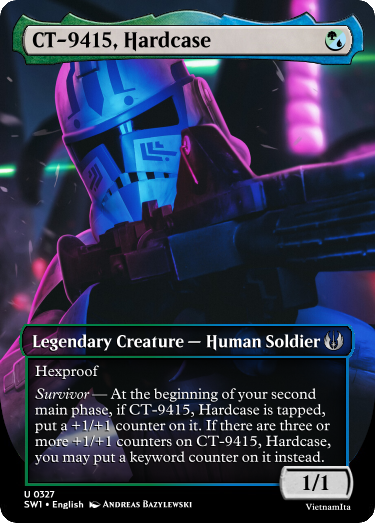 CT-9415, Hardcase
Legendary Creature — Human Soldier
Hexproof
Survivor — At the beginning of your second
main phase, if CT-9415, Hardcase is tapped,
put a +1/+1 counter on it. If there are three or
more +1/+1 counters on CT-9415, Hardcase,
you may put a keyword counter on it instead.
1/1
U 0327
SW1 • English ANDREAS BAZYLEWSKI
VietnamIta